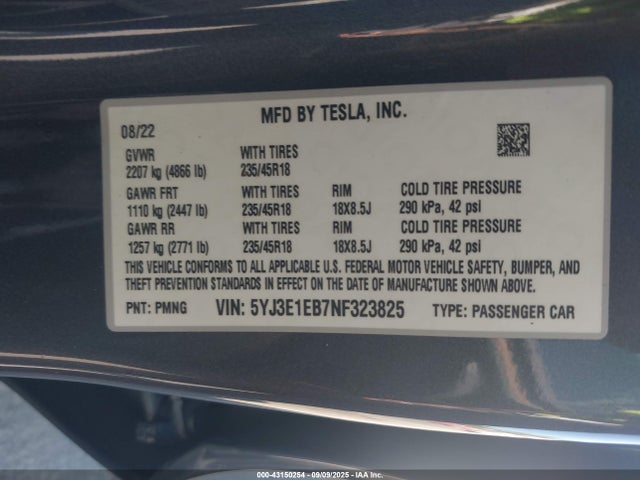 MFD BY TESLA, INC.
08/22
GVWR WITH TIRES
2207 kg (4866 lb) 235/45R18
GAWR FRT WITH TIRES RIM COLD TIRE PRESSURE
1110 kg (2447 lb) 235/45R18 18X8.5J 290 kPa, 42 psi
GAWR RR WITH TIRES RIM COLD TIRE PRESSURE
1257 kg (2771 lb) 235/45R18 18X8.5J 290 kPa, 42 psi
THIS VEHICLE CONFORMS TO ALL APPLICABLE U.S. FEDERAL MOTOR VEHICLE SAFETY, BUMPER, AND
THEFT PREVENTION STANDARDS IN EFFECT ON THE DATE OF MANUFACTURE SHOWN ABOVE.
PNT: PMNG VIN: 5YJ3E1EB7NF323825 TYPE: PASSENGER CAR
000-43150254 - 09/09/2025 - IAA Inc.